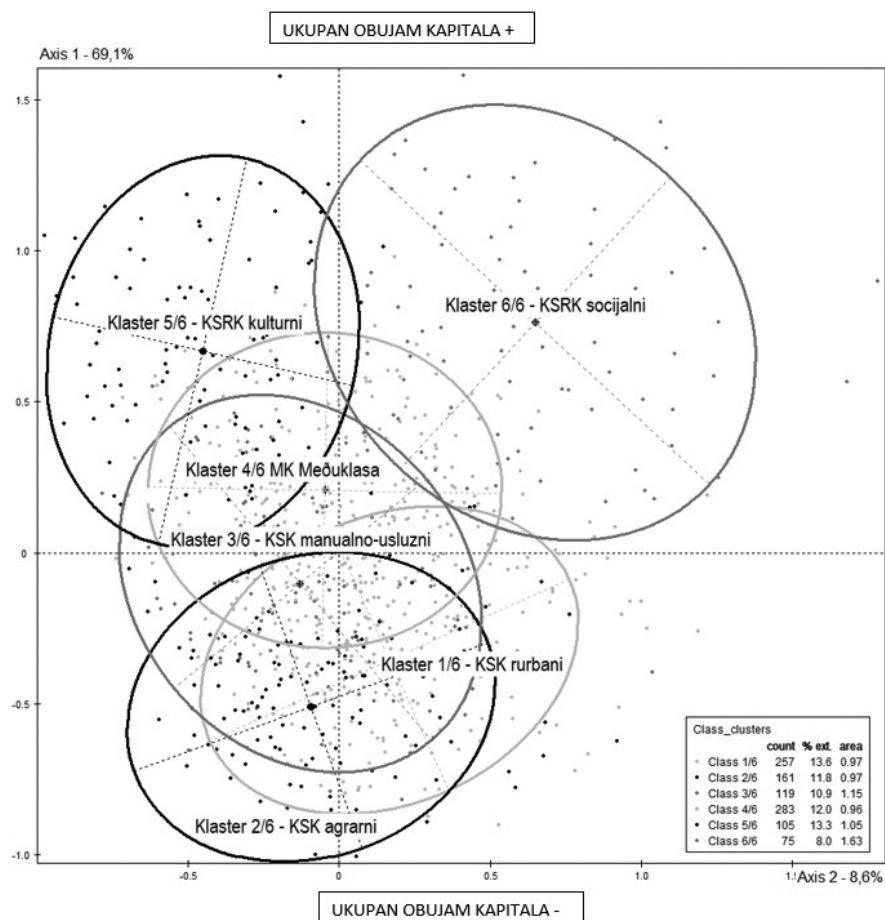 UKUPAN OBUJAM KAPITALA +
Axis 1 - 69,1%
1.5
1.0
Klaster 5/6 - KSRK kulturni
Klaster 6/6 - KSRK socijalni
0.5
Klaster 4/6 MK Međuklasa
Klaster 3/6 - KSK manualno-usluzni
0
Klaster 1/6 - KSK rurbani
-0.5
Klaster 2/6 - KSK agrarni
-1.0
Class_clusters
count % ext. area
Class 1/6 257 13.6 0.97
Class 2/6 161 11.8 0.97
Class 3/6 119 10.9 1.15
Class 4/6 283 12.0 0.96
Class 5/6 105 13.3 1.05
Class 6/6 75 8.0 1.63
-0.5 0 0.5 1.0
Axis 2 - 8,6%
UKUPAN OBUJAM KAPITALA -